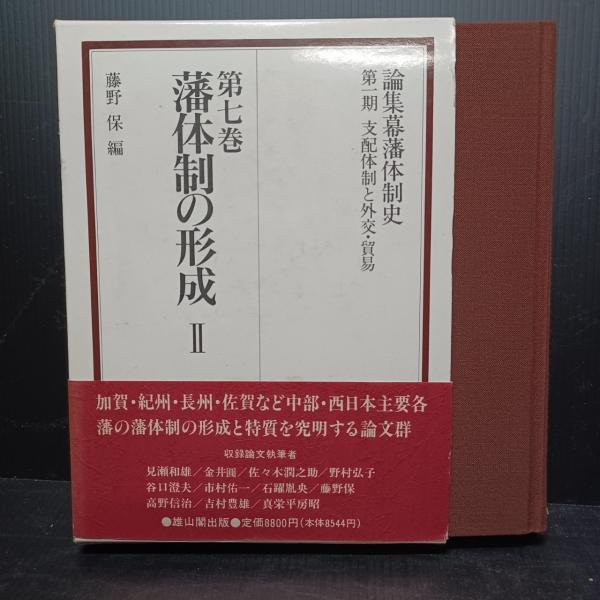 論集幕藩体制史
第一期 支配体制と外交・貿易
第七巻
藩体制の形成 Ⅱ
藤野 保 編
加賀・紀州・長州・佐賀など中部・西日本主要各
藩の藩体制の形成と特質を究明する論文群
収録論文執筆者
見瀬和雄／金井圓／佐々木潤之助／野村弘子
谷口澄夫／市村佑一／石躍胤央／藤野保
高野信治／吉村豊雄／真栄平房昭
●雄山閣出版●定価8800円（本体8544円）